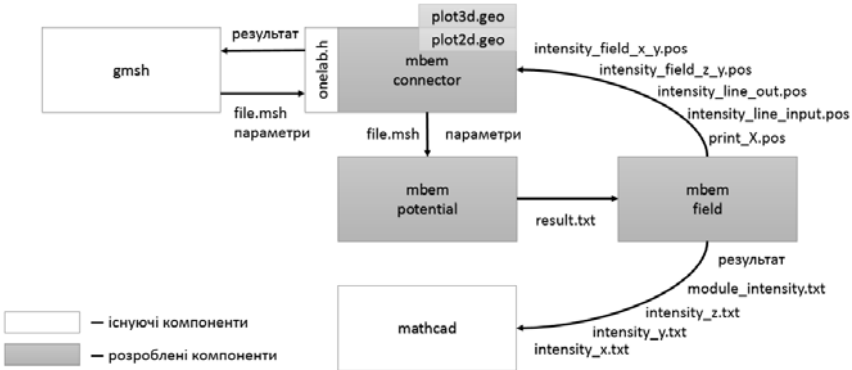 plot3d.geo
plot2d.geo
результат
gmsh
onelab.h
mbem
connector
file.msh
параметри
intensity_field_x_y.pos
intensity_field_z_y.pos
intensity_line_out.pos
intensity_line_input.pos
print_X.pos
file.msh
параметри
mbem
potential
result.txt
mbem
field
результат
module_intensity.txt
intensity_z.txt
intensity_y.txt
intensity_x.txt
mathcad
— існуючі компоненти
— розроблені компоненти